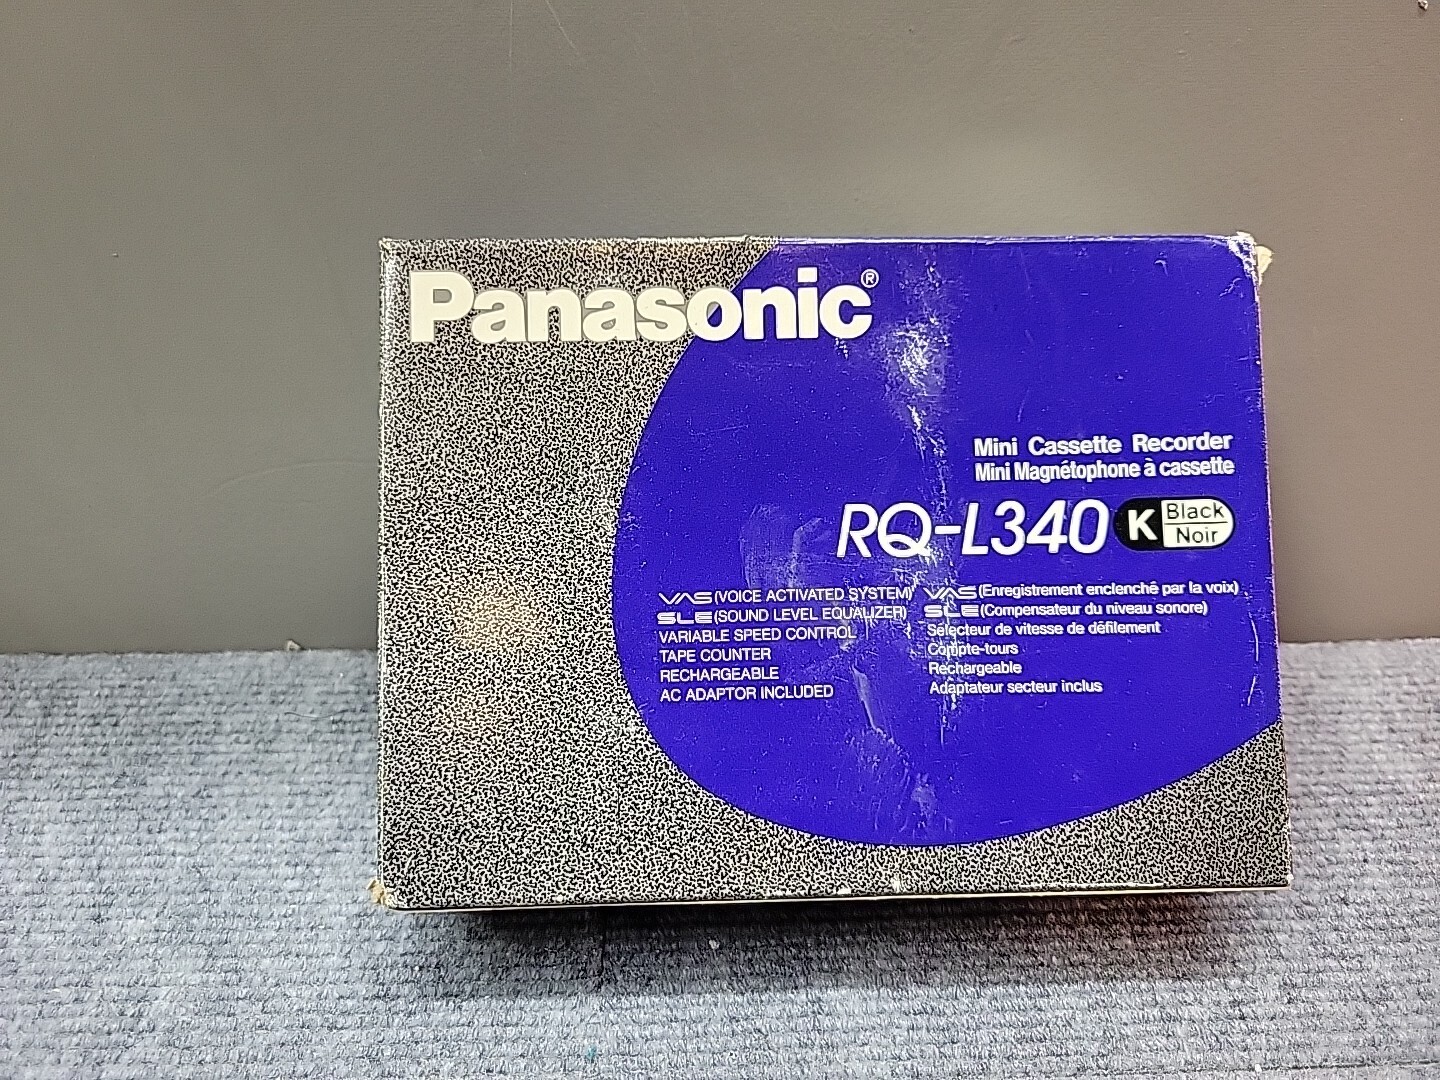 Panasonic®
Mini Cassette Recorder
Mini Magnétophone à cassette
RQ-L340 K Black
Noir
VAS (VOICE ACTIVATED SYSTEM)
SLE (SOUND LEVEL EQUALIZER)
VARIABLE SPEED CONTROL
TAPE COUNTER
RECHARGEABLE
AC ADAPTOR INCLUDED
VAS (Enregistrement enclenché par la voix)
SLE (Compensateur du niveau sonore)
Sélecteur de vitesse de défilement
Compte-tours
Rechargeable
Adaptateur secteur inclus